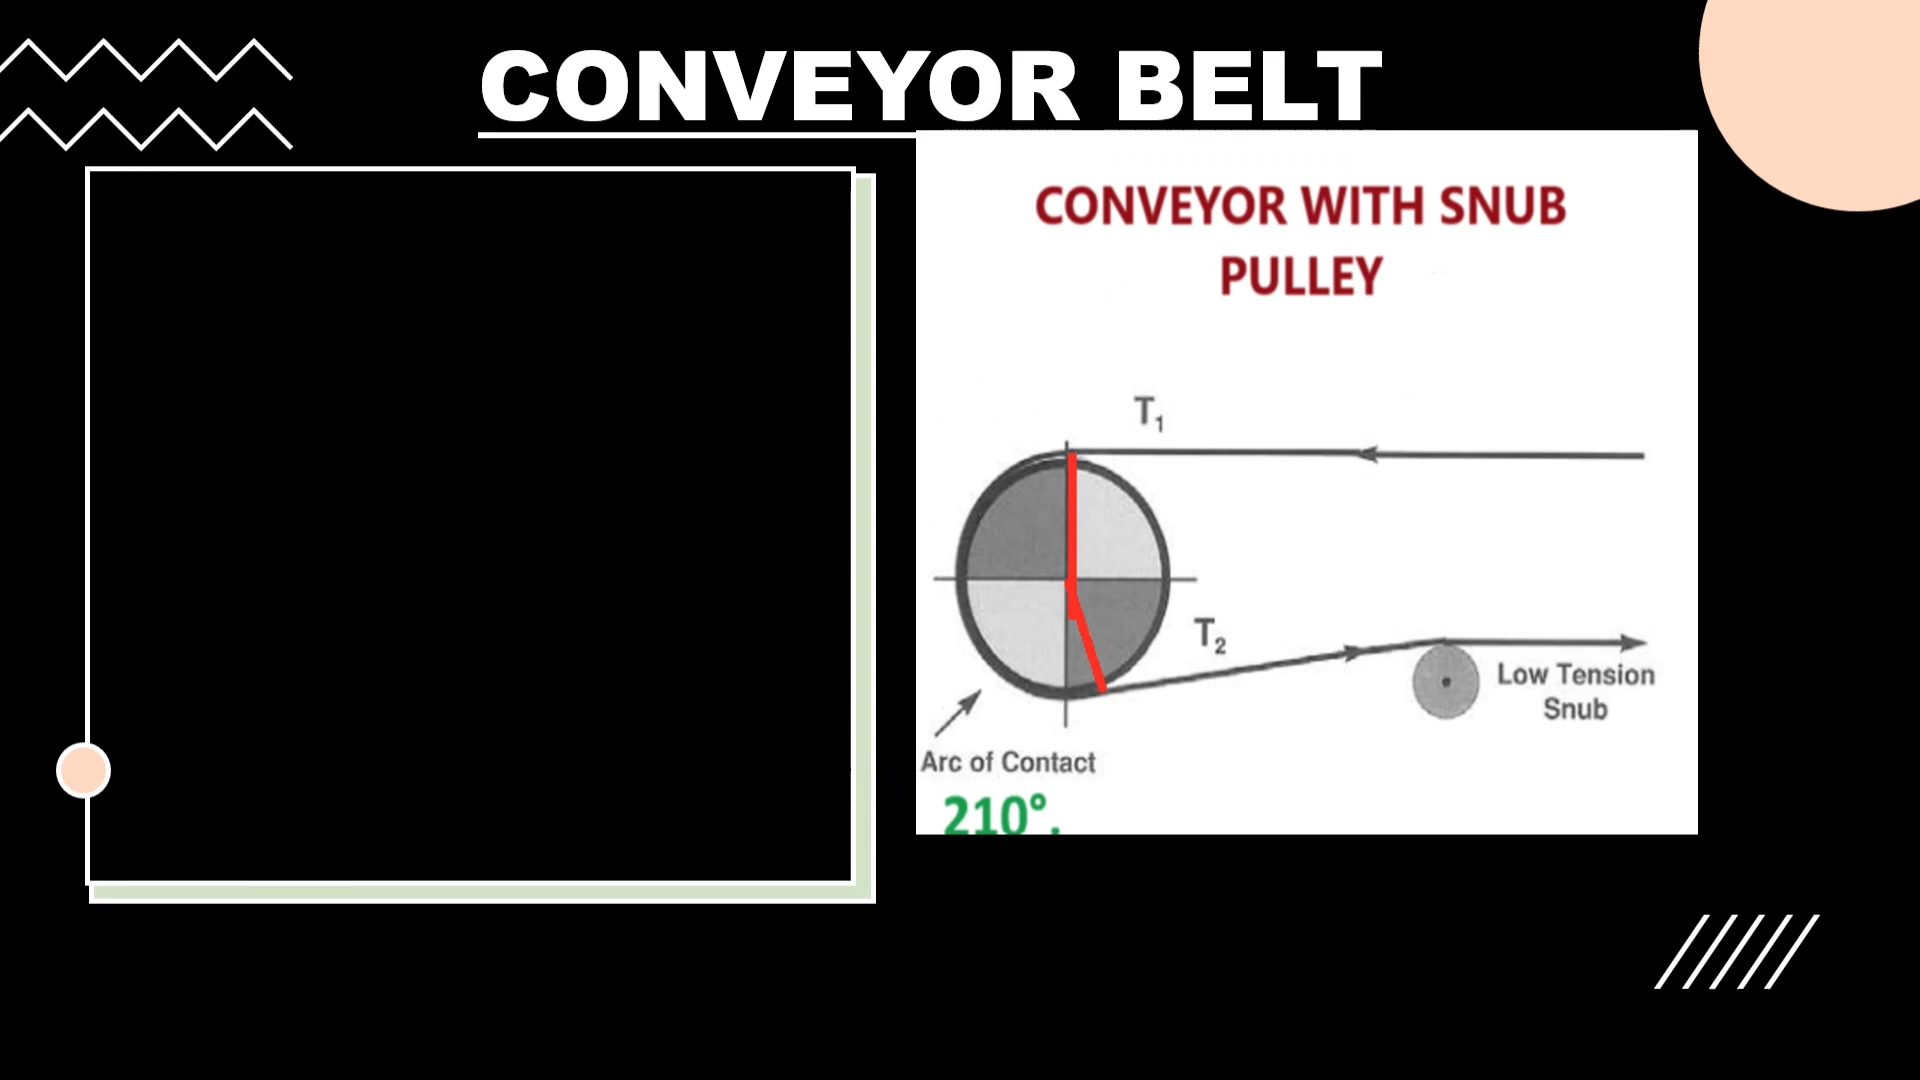 CONVEYOR BELT
CONVEYOR WITH SNUB
PULLEY
T₁
T₂
Low Tension
Snub
Arc of Contact
210°.